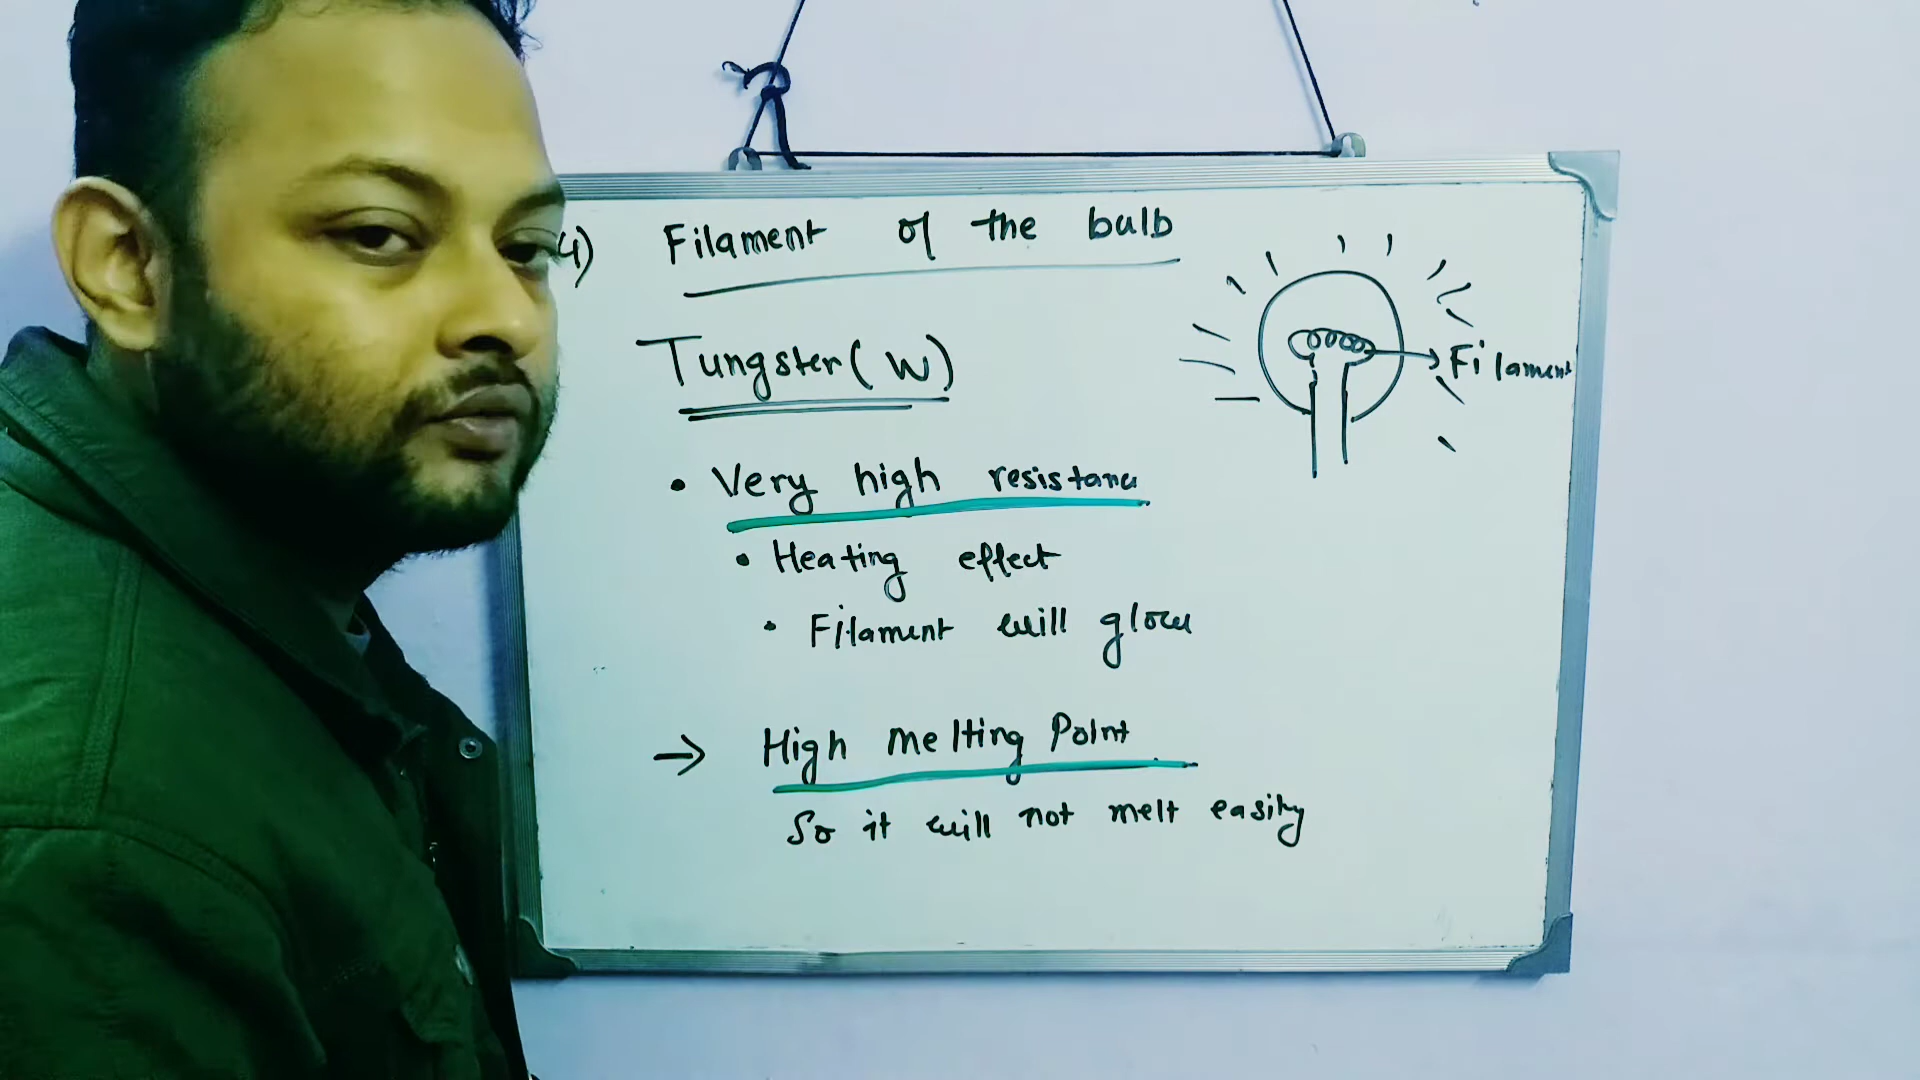 4) Filament of the bulb
Tungsten (W)
Filament
• Very high resistance
• Heating effect
• Filament will glow
→ High Melting Point
So it will not melt easily